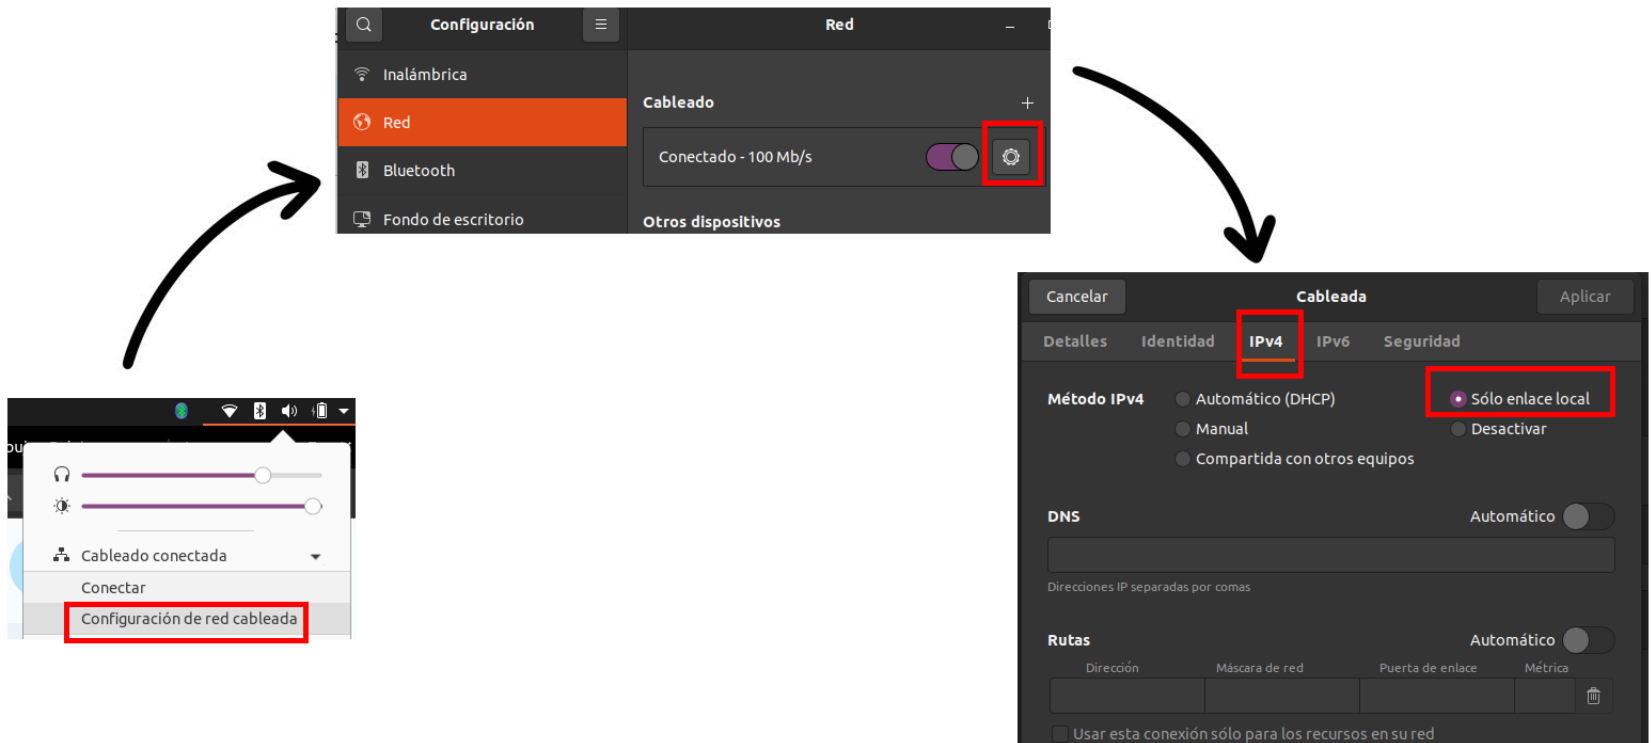 Configuración
Red
Inalámbrica
Red
Bluetooth
Fondo de escritorio
Cableado
Conectado - 100 Mb/s
Otros dispositivos
Cableado conectada
Conectar
Configuración de red cableada
Cancelar
Cableada
Aplicar
Detalles Identidad IPv4 IPv6 Seguridad
Método IPv4
Automático (DHCP)
Sólo enlace local
Manual
Desactivar
Compartida con otros equipos
DNS
Automático
Direcciones IP separadas por comas
Rutas
Automático
Dirección Máscara de red Puerta de enlace Métrica
Usar esta conexión sólo para los recursos en su red